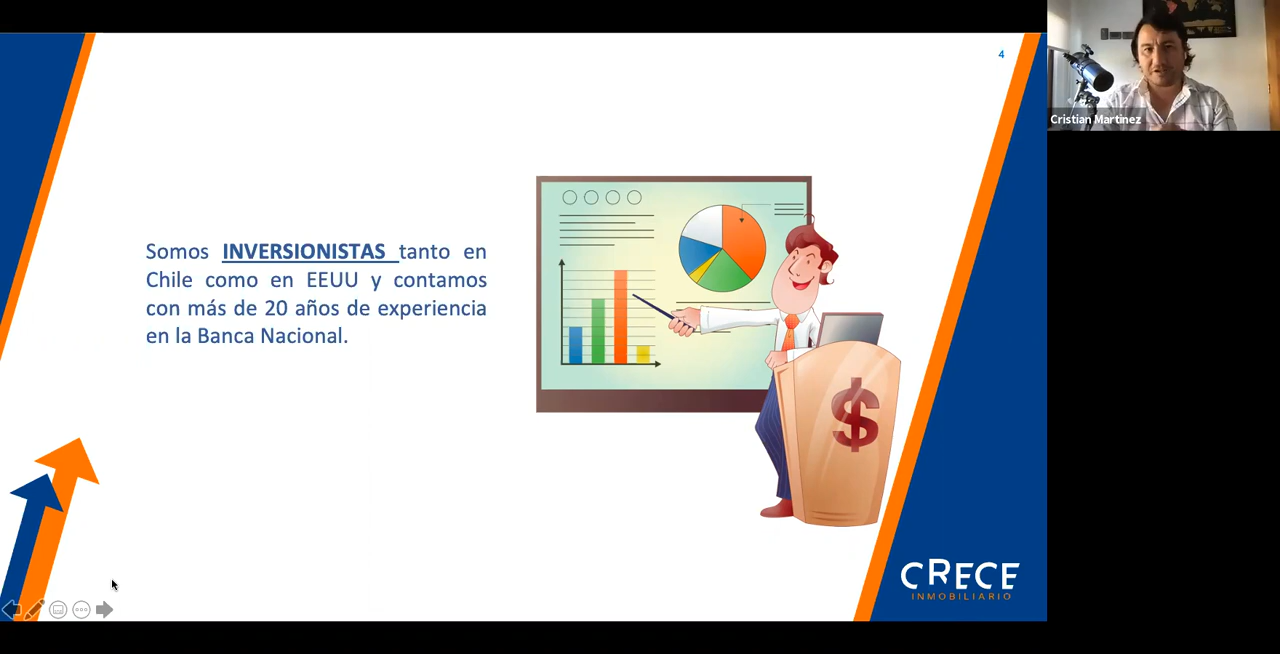 4
Cristian Martinez
Somos INVERSIONISTAS tanto en
Chile como en EEUU y contamos
con más de 20 años de experiencia
en la Banca Nacional.
$
CRECE
INMOBILIARIO